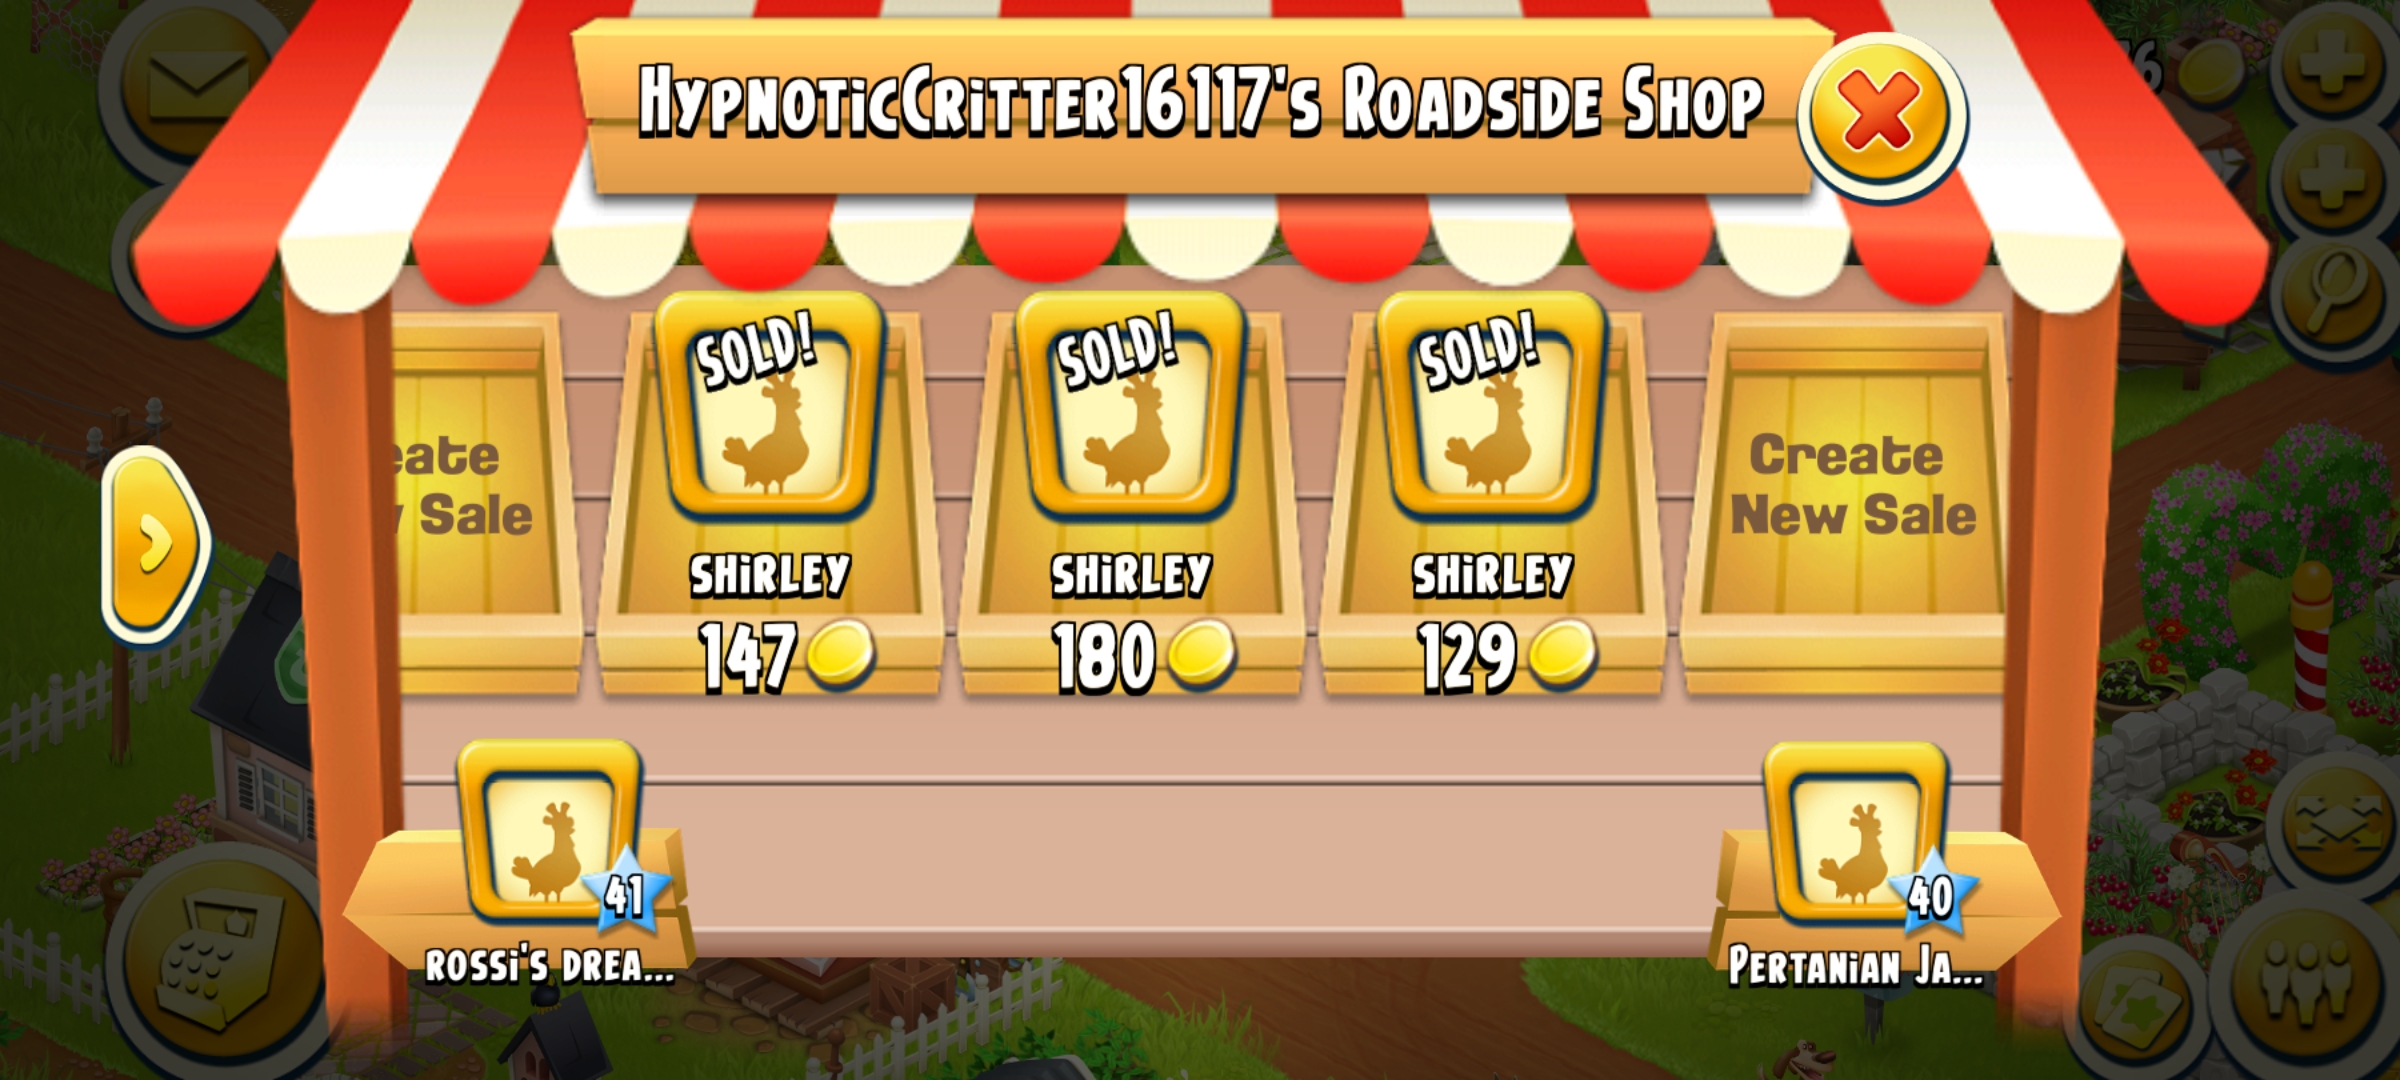 HypnoticCritter16117's Roadside Shop
SOLD!
SHiRLEY
147
SOLD!
SHiRLEY
180
SOLD!
SHiRLEY
129
Create
New Sale
Sale
41
ROSSi'S DREA...
40
PERTANiAN JA...